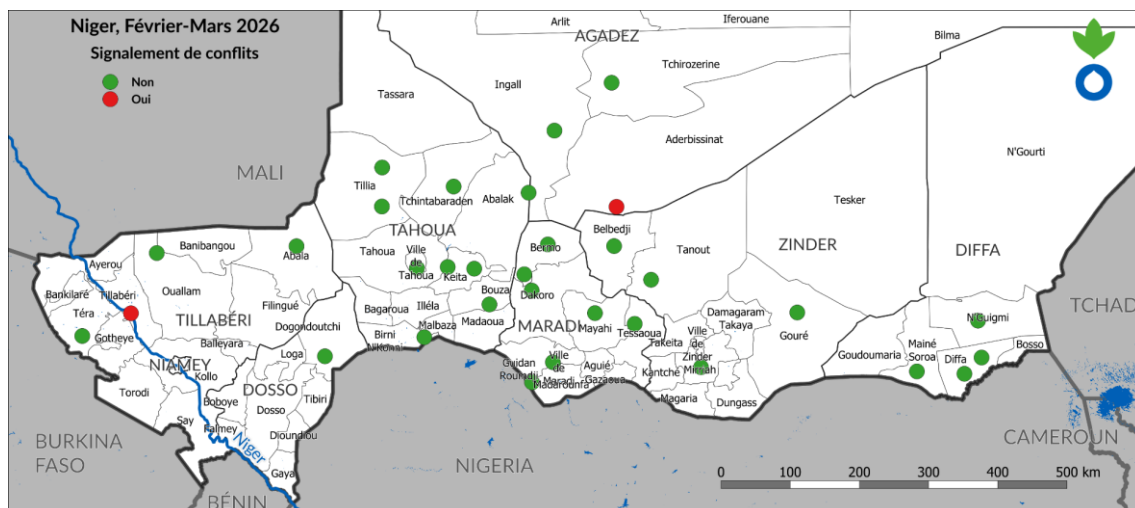 Niger, Février-Mars 2026
Signalement de conflits
Non
Oui
Arlit
Iferouane
AGADEZ
Bilma
Tchirozerine
Ingall
Tassara
Aderbissinat
N'Gourti
MALI
Tillia
Tchintabaraden
Abalak
Tesker
TAHOUA
Belbedji
Tanout
ZINDER
DIFFA
Banibangou
Abala
Tahoua
Ville
de
Tahoua
Keita
Bermo
Ayerou
Ouallam
Filingué
Bankilaré
Tillabéri
Téra
TILLABÉRI
Gotheye
Bagaroua
Illéla
Bouza
Dakoro
TCHAD
Dogondoutchi
Malbaza
Madaoua
MARADI
Mayahi
Tessaoua
Damagaram
Takaya
Gouré
N'Guigmi
Birni
N'Konni
Balleyara
Loga
NIAMEY
Kollo
Takeita
Ville
de
Zinder
Mirriah
Goudoumaria
Mainé
Soroa
Diffa
Bosso
Guidan
Roumdji
Ville
de
Maradi
Madarounfa
Aguié
Gazaoua
Kantché
Magaria
Dungass
Torodi
DOSSO
Boboye
Tibiri
Say
Falmey
Dosso
Dioundiou
Gaya
Niger
BURKINA
FASO
BÉNIN
NIGERIA
CAMEROUN
0 100 200 300 400 500 km